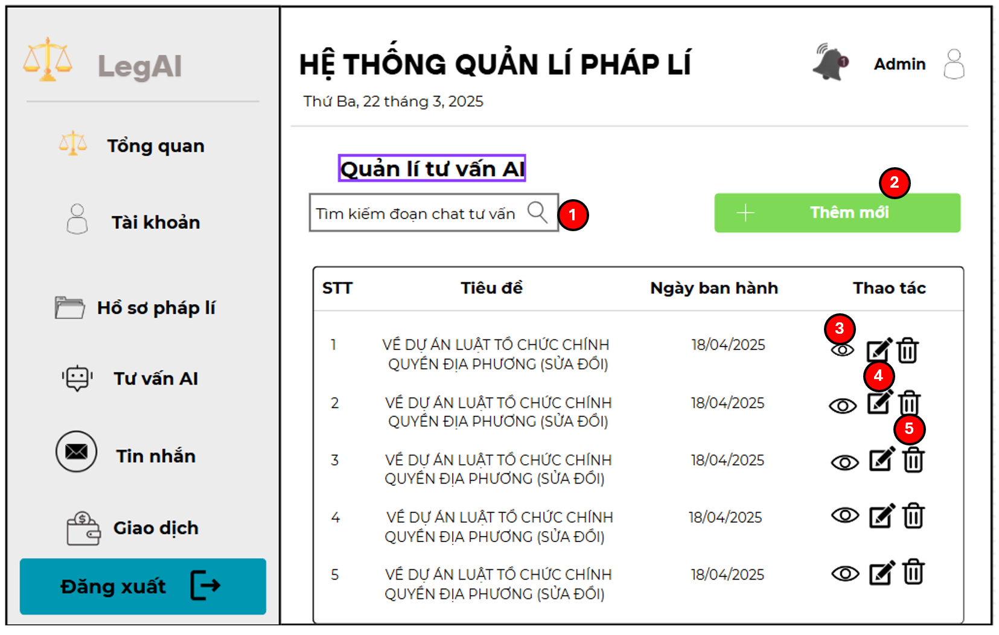 LegAI
Tổng quan
Tài khoản
Hồ sơ pháp lí
Tư vấn AI
Tin nhắn
Giao dịch
Đăng xuất
HỆ THỐNG QUẢN LÍ PHÁP LÍ
1
Admin
Thứ Ba, 22 tháng 3, 2025
Quản lí tư vấn AI
2
Tìm kiếm đoạn chat tư vấn
1
Thêm mới
STT Tiêu đề Ngày ban hành Thao tác
3
1 VỀ DỰ ÁN LUẬT TỔ CHỨC CHÍNH 18/04/2025
QUYỀN ĐỊA PHƯƠNG (SỬA ĐỔI)
4
2 VỀ DỰ ÁN LUẬT TỔ CHỨC CHÍNH 18/04/2025
QUYỀN ĐỊA PHƯƠNG (SỬA ĐỔI)
5
3 VỀ DỰ ÁN LUẬT TỔ CHỨC CHÍNH 18/04/2025
QUYỀN ĐỊA PHƯƠNG (SỬA ĐỔI)
4 VỀ DỰ ÁN LUẬT TỔ CHỨC CHÍNH 18/04/2025
QUYỀN ĐỊA PHƯƠNG (SỬA ĐỔI)
5 VỀ DỰ ÁN LUẬT TỔ CHỨC CHÍNH 18/04/2025
QUYỀN ĐỊA PHƯƠNG (SỬA ĐỔI)